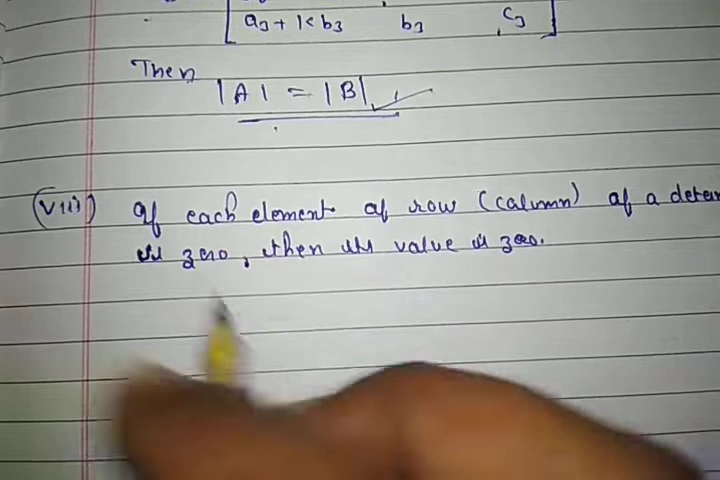 a3 + k b3 b3 c3
Then
|A| = |B|
(viii) If each element of row (column) of a deter
is zero, then its value is zero.